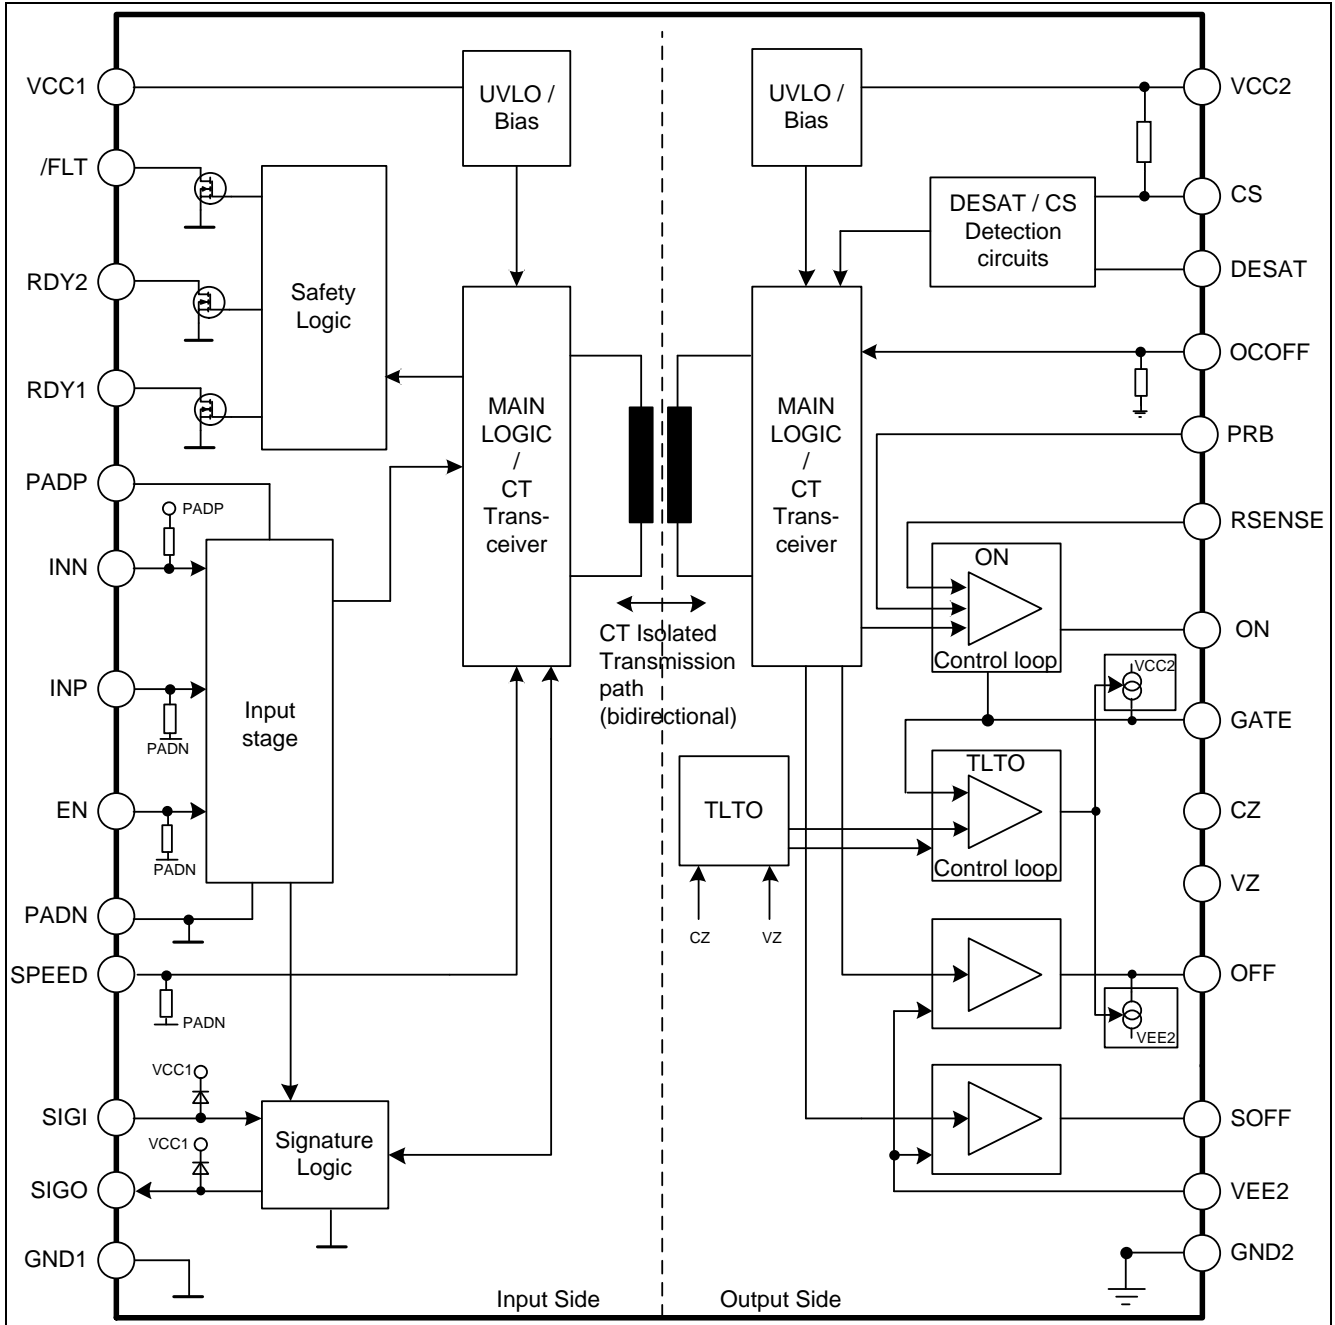 VCC1
/FLT
RDY2
RDY1
PADP
INN
INP
EN
PADN
SPEED
SIGI
SIGO
GND1
UVLO /
Bias
Safety
Logic
MAIN
LOGIC
/
CT
Trans-
ceiver
PADP
PADN
PADN
PADN
Input
stage
VCC1
VCC1
Signature
Logic
Input Side
CT Isolated
Transmission
path
(bidirectional)
UVLO /
Bias
DESAT / CS
Detection
circuits
MAIN
LOGIC
/
CT
Trans-
ceiver
ON
Control loop
VCC2
TLTO
CZ
VZ
TLTO
Control loop
VEE2
Output Side
VCC2
CS
DESAT
OCOFF
PRB
RSENSE
ON
GATE
CZ
VZ
OFF
SOFF
VEE2
GND2